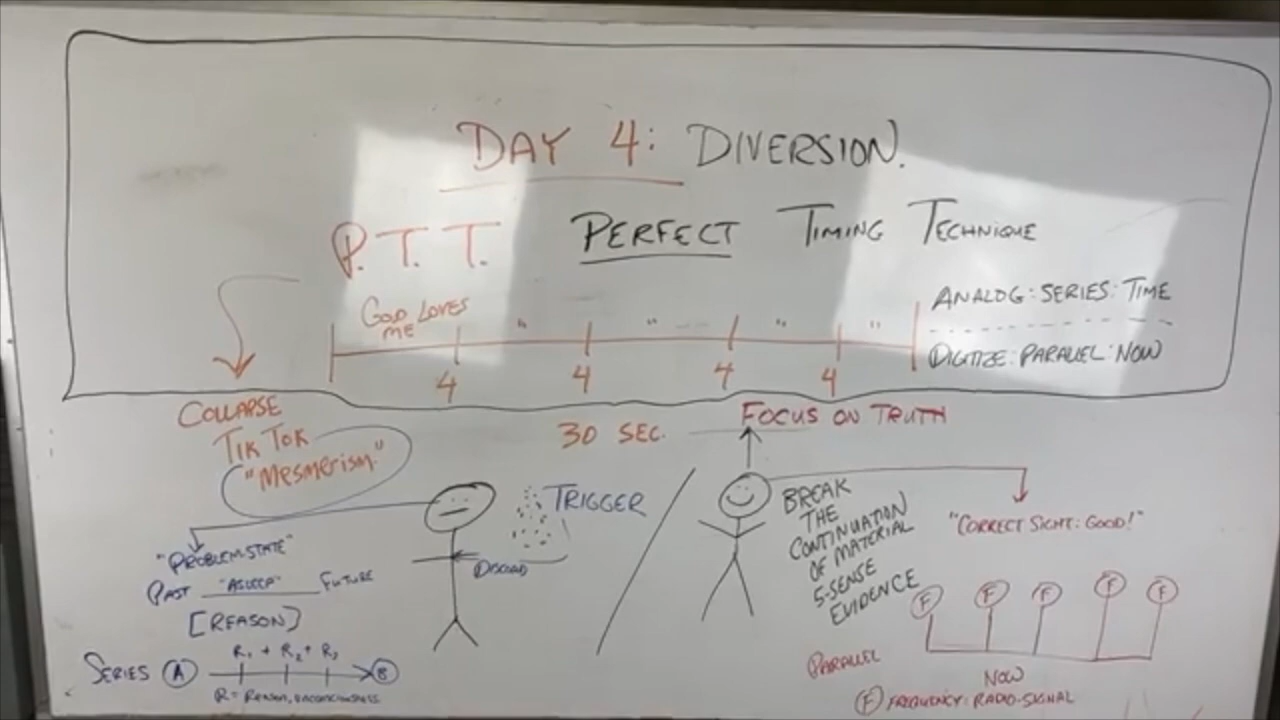 DAY 4: DIVERSION.
P.T.T. PERFECT TIMING TECHNIQUE
GOD LOVES ME " " " "
4 4 4 4
ANALOG: SERIES: TIME
DIGITIZE: PARALLEL: NOW
COLLAPSE
TIK TOK
"MESMERISM."
30 SEC.
FOCUS ON TRUTH
TRIGGER
DISCORD
"PROBLEM-STATE"
PAST "ASLEEP" FUTURE
[REASON]
SERIES A R1 + R2 + R3 B
R = REASON, UNCONSCIOUSNESS
BREAK
THE
CONTINUATION
OF MATERIAL
5-SENSE
EVIDENCE
"CORRECT SIGHT: GOOD!"
F F F F F
PARALLEL
NOW
F FREQUENCY: RADIO-SIGNAL